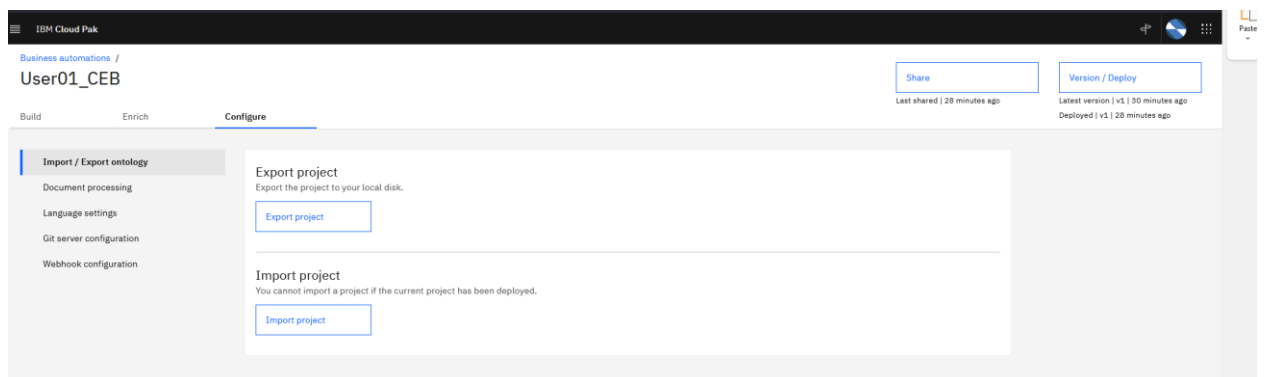 IBM Cloud Pak
Paste
Business automations /
User01_CEB
Share
Version / Deploy
Last shared | 28 minutes ago
Latest version | v1 | 30 minutes ago
Deployed | v1 | 28 minutes ago
Build
Enrich
Configure
Import / Export ontology
Document processing
Language settings
Git server configuration
Webhook configuration
Export project
Export the project to your local disk.
Export project
Import project
You cannot import a project if the current project has been deployed.
Import project